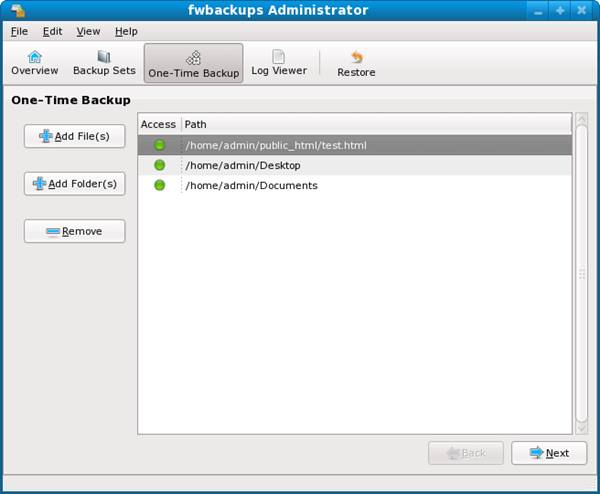 fwbackups Administrator
File Edit View Help
Overview Backup Sets One-Time Backup Log Viewer Restore
One-Time Backup
Add File(s)
Add Folder(s)
Remove
Access Path
/home/admin/public_html/test.html
/home/admin/Desktop
/home/admin/Documents
Back Next